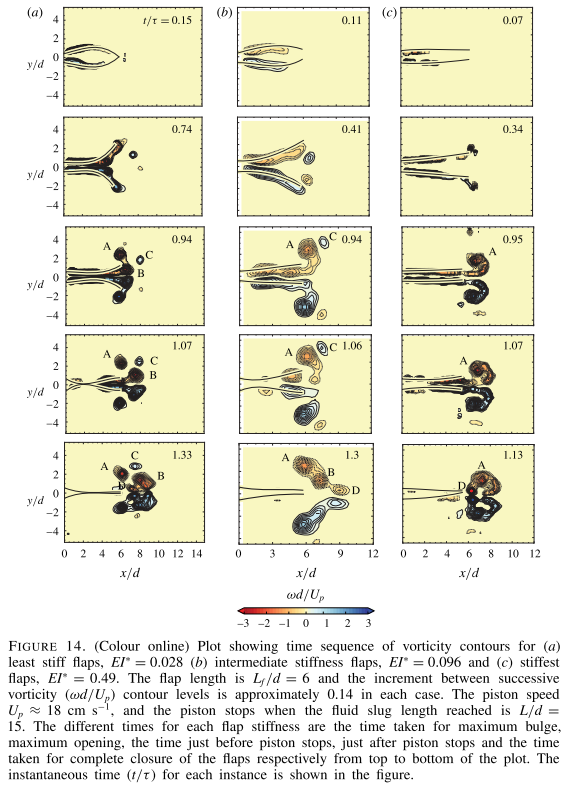 (a) t/τ = 0.15 (b) 0.11 (c) 0.07
4
2
y/d 0
−2
−4
0.74 0.41 0.34
4
2
y/d 0
−2
−4
0.94 0.94 0.95
A C B A C A
4
2
y/d 0
−2
−4
1.07 1.06 1.07
A C B A C A
4
2
y/d 0
−2
−4
1.33 1.3 1.13
C A B D A B D A D
4
2
y/d 0
−2
−4
0 2 4 6 8 10 12 14 0 3 6 9 12 0 2 4 6 8 10 12
x/d x/d x/d
ωd/Up
−3 −2 −1 0 1 2 3
FIGURE 14. (Colour online) Plot showing time sequence of vorticity contours for (a)
least stiff flaps, EI* = 0.028 (b) intermediate stiffness flaps, EI* = 0.096 and (c) stiffest
flaps, EI* = 0.49. The flap length is Lf/d = 6 and the increment between successive
vorticity (ωd/Up) contour levels is approximately 0.14 in each case. The piston speed
Up ≈ 18 cm s−1, and the piston stops when the fluid slug length reached is L/d =
15. The different times for each flap stiffness are the time taken for maximum bulge,
maximum opening, the time just before piston stops, just after piston stops and the time
taken for complete closure of the flaps respectively from top to bottom of the plot. The
instantaneous time (t/τ) for each instance is shown in the figure.